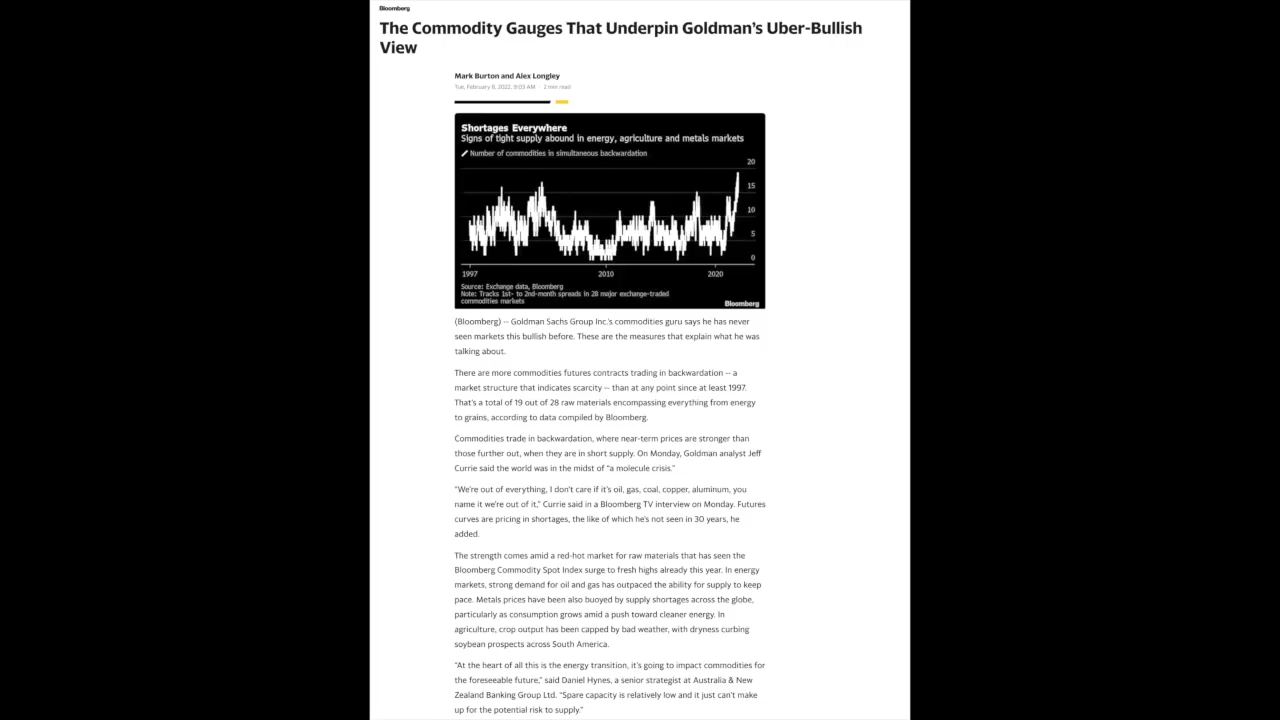 Bloomberg
The Commodity Gauges That Underpin Goldman's Uber-Bullish
View
Mark Burton and Alex Longley
Tue, February 8, 2022, 9:03 AM · 2 min read
Shortages Everywhere
Signs of tight supply abound in energy, agriculture and metals markets
Number of commodities in simultaneous backwardation
20
15
10
5
0
1997 2010 2020
Source: Exchange data, Bloomberg
Note: Tracks 1st- to 2nd-month spreads in 28 major exchange-traded
commodities markets
Bloomberg
(Bloomberg) -- Goldman Sachs Group Inc.'s commodities guru says he has never
seen markets this bullish before. These are the measures that explain what he was
talking about.
There are more commodities futures contracts trading in backwardation -- a
market structure that indicates scarcity -- than at any point since at least 1997.
That's a total of 19 out of 28 raw materials encompassing everything from energy
to grains, according to data compiled by Bloomberg.
Commodities trade in backwardation, where near-term prices are stronger than
those further out, when they are in short supply. On Monday, Goldman analyst Jeff
Currie said the world was in the midst of "a molecule crisis."
"We're out of everything, I don't care if it's oil, gas, coal, copper, aluminum, you
name it we're out of it," Currie said in a Bloomberg TV interview on Monday. Futures
curves are pricing in shortages, the like of which he's not seen in 30 years, he
added.
The strength comes amid a red-hot market for raw materials that has seen the
Bloomberg Commodity Spot Index surge to fresh highs already this year. In energy
markets, strong demand for oil and gas has outpaced the ability for supply to keep
pace. Metals prices have been also buoyed by supply shortages across the globe,
particularly as consumption grows amid a push toward cleaner energy. In
agriculture, crop output has been capped by bad weather, with dryness curbing
soybean prospects across South America.
"At the heart of all this is the energy transition, it's going to impact commodities for
the foreseeable future," said Daniel Hynes, a senior strategist at Australia & New
Zealand Banking Group Ltd. "Spare capacity is relatively low and it just can't make
up for the potential risk to supply."